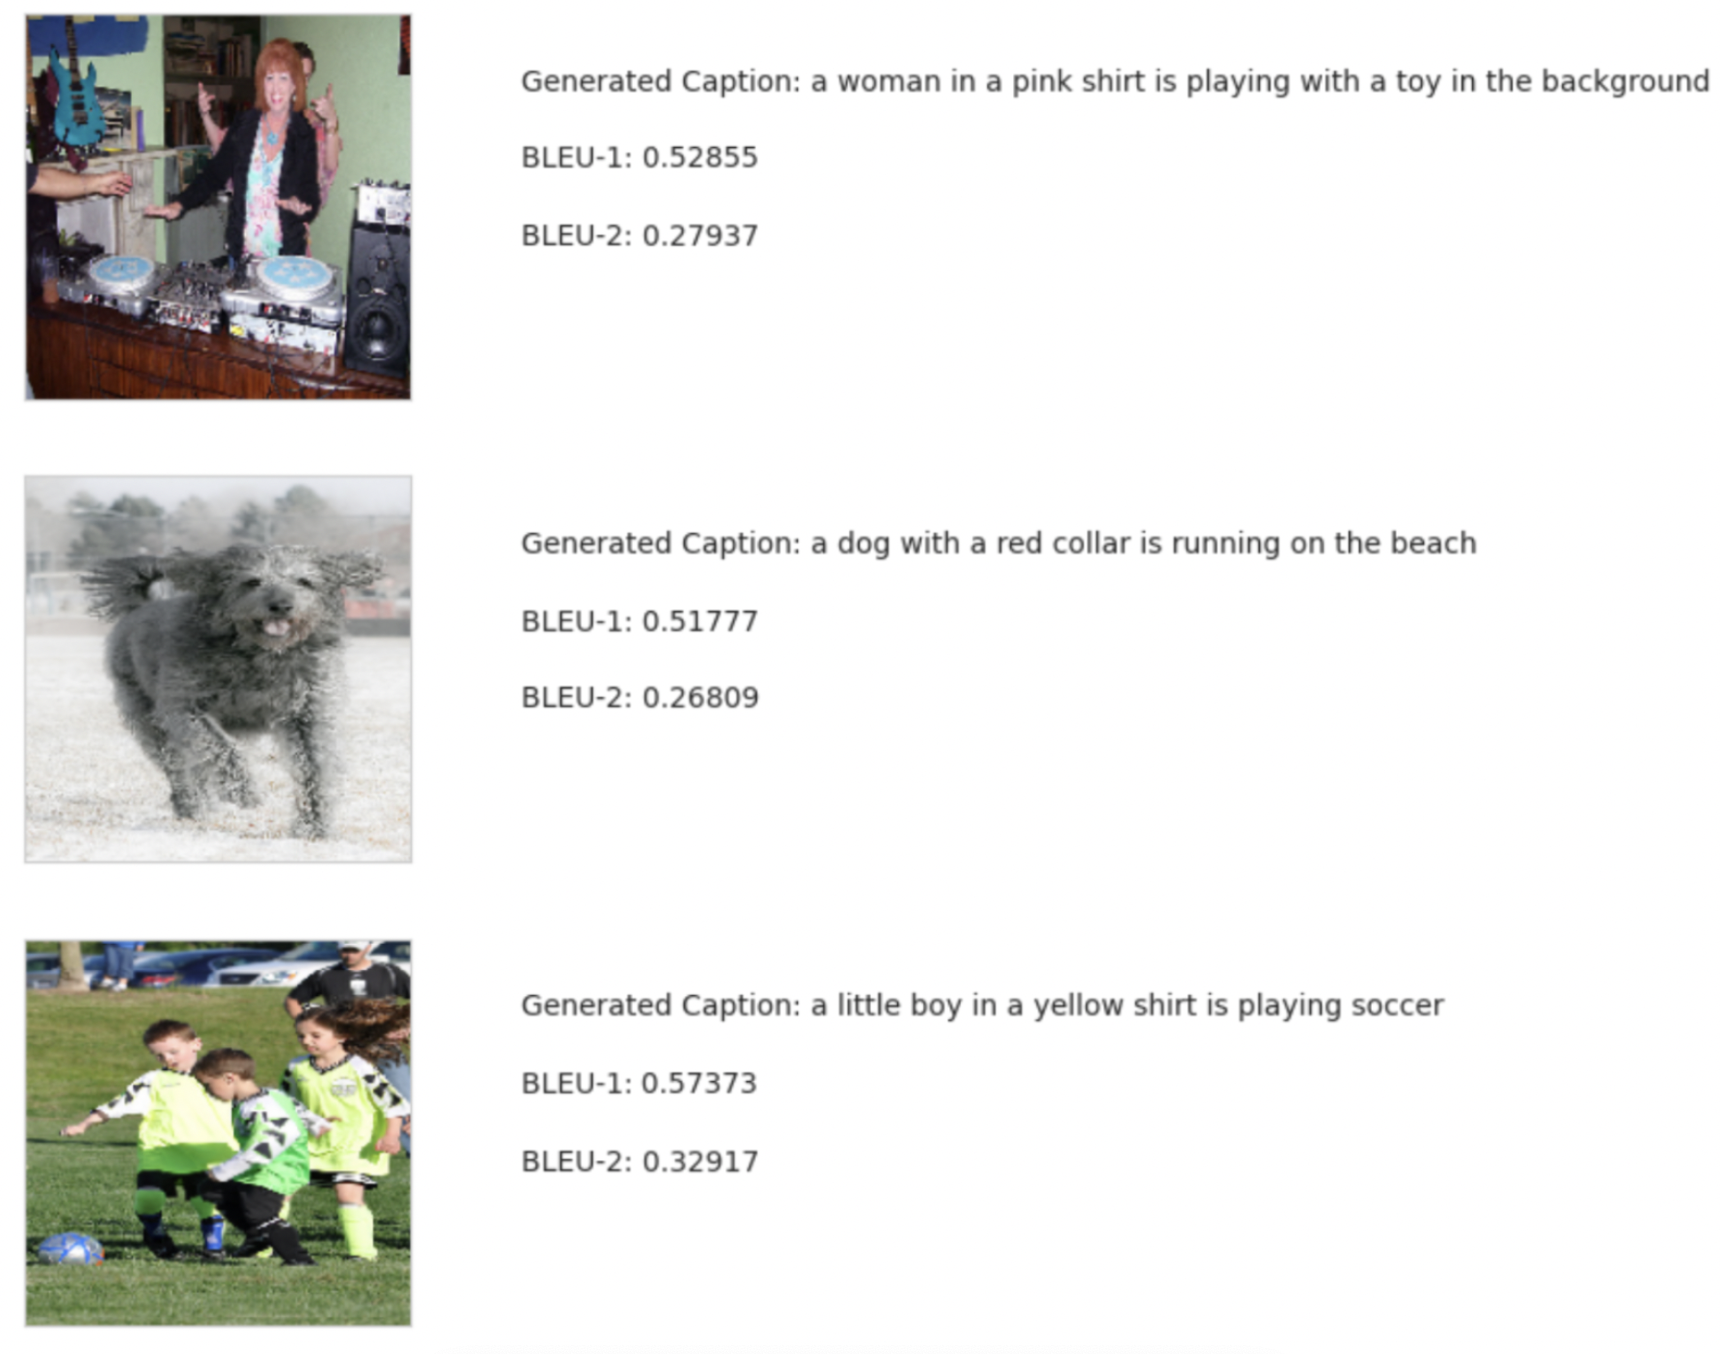 Generated Caption: a woman in a pink shirt is playing with a toy in the background
BLEU-1: 0.52855
BLEU-2: 0.27937
Generated Caption: a dog with a red collar is running on the beach
BLEU-1: 0.51777
BLEU-2: 0.26809
Generated Caption: a little boy in a yellow shirt is playing soccer
BLEU-1: 0.57373
BLEU-2: 0.32917